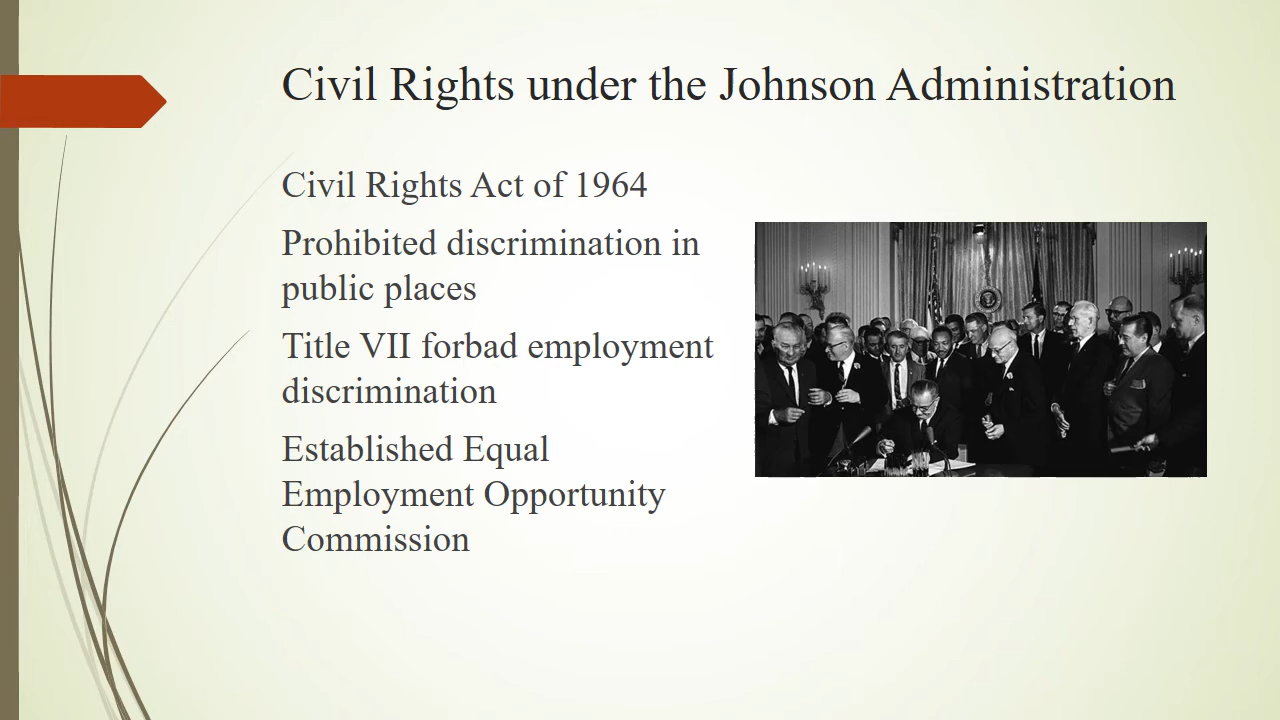 Civil Rights under the Johnson Administration
Civil Rights Act of 1964
Prohibited discrimination in
public places
Title VII forbad employment
discrimination
Established Equal
Employment Opportunity
Commission